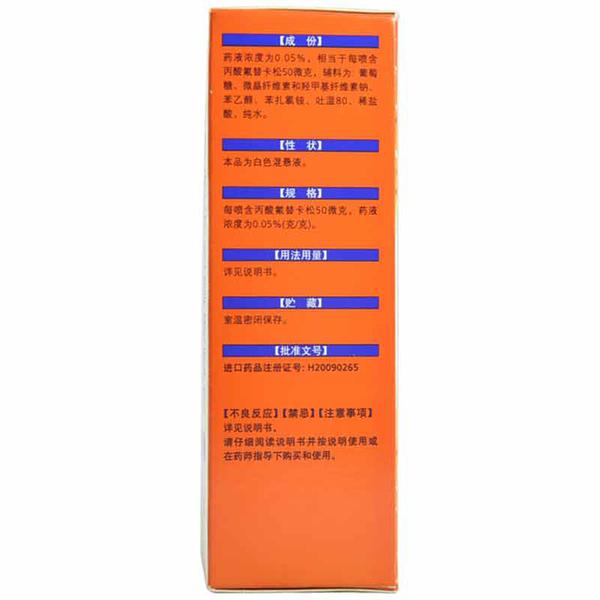 【成 份】
药液浓度为0.05%，相当于每喷含
丙酸氟替卡松50微克，辅料为: 葡萄
糖、微晶纤维素和羟甲基纤维素钠、
苯乙醇、苯扎氯铵、吐温80、稀盐
酸，纯水。
【性 状】
本品为白色混悬液。
【规 格】
每喷含丙酸氟替卡松50微克，药液
浓度为0.05%(克/克)。
【用法用量】
详见说明书。
【贮 藏】
室温密闭保存。
【批准文号】
进口药品注册证号: H20090265
【不良反应】【禁忌】【注意事项】
详见说明书。
请仔细阅读说明书并按说明使用或
在药师指导下购买和使用。